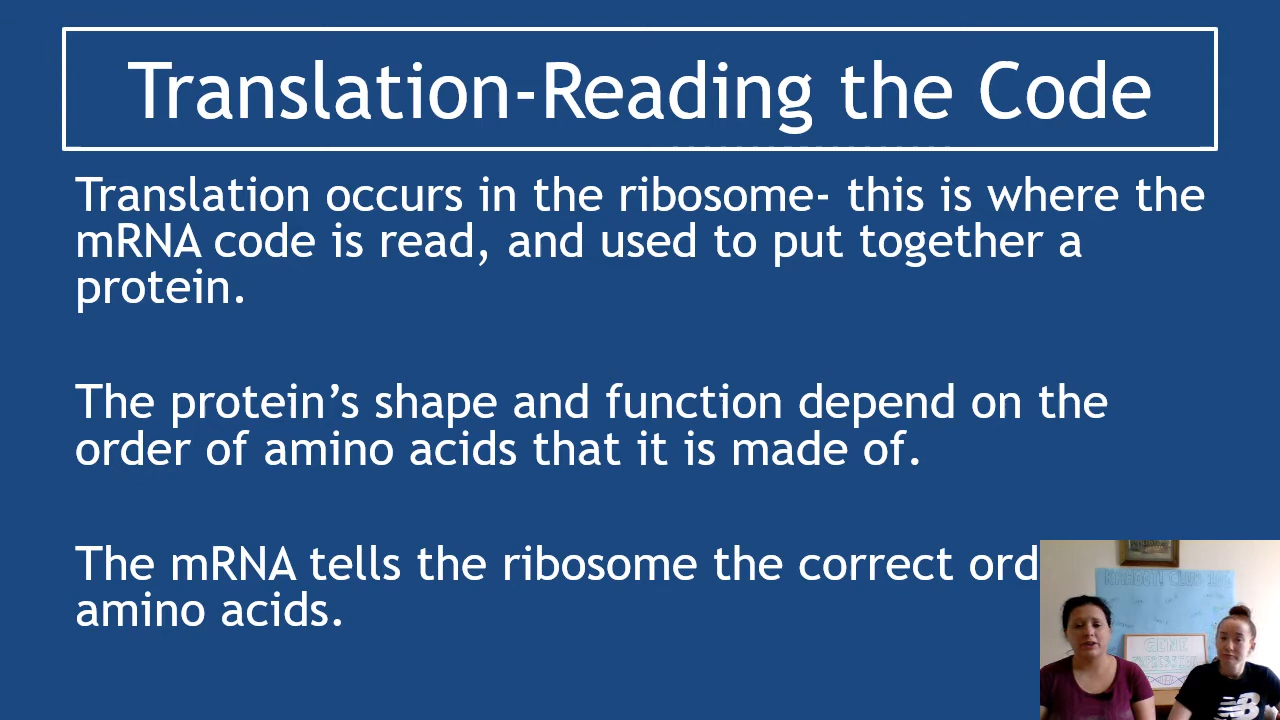 Translation-Reading the Code
Translation occurs in the ribosome- this is where the
mRNA code is read, and used to put together a
protein.
The protein’s shape and function depend on the
order of amino acids that it is made of.
The mRNA tells the ribosome the correct ord
amino acids.
GENE
NB